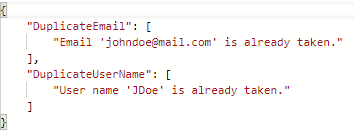 {
"DuplicateEmail": [
"Email 'johndoe@mail.com' is already taken."
],
"DuplicateUserName": [
"User name 'JDoe' is already taken."
]
}